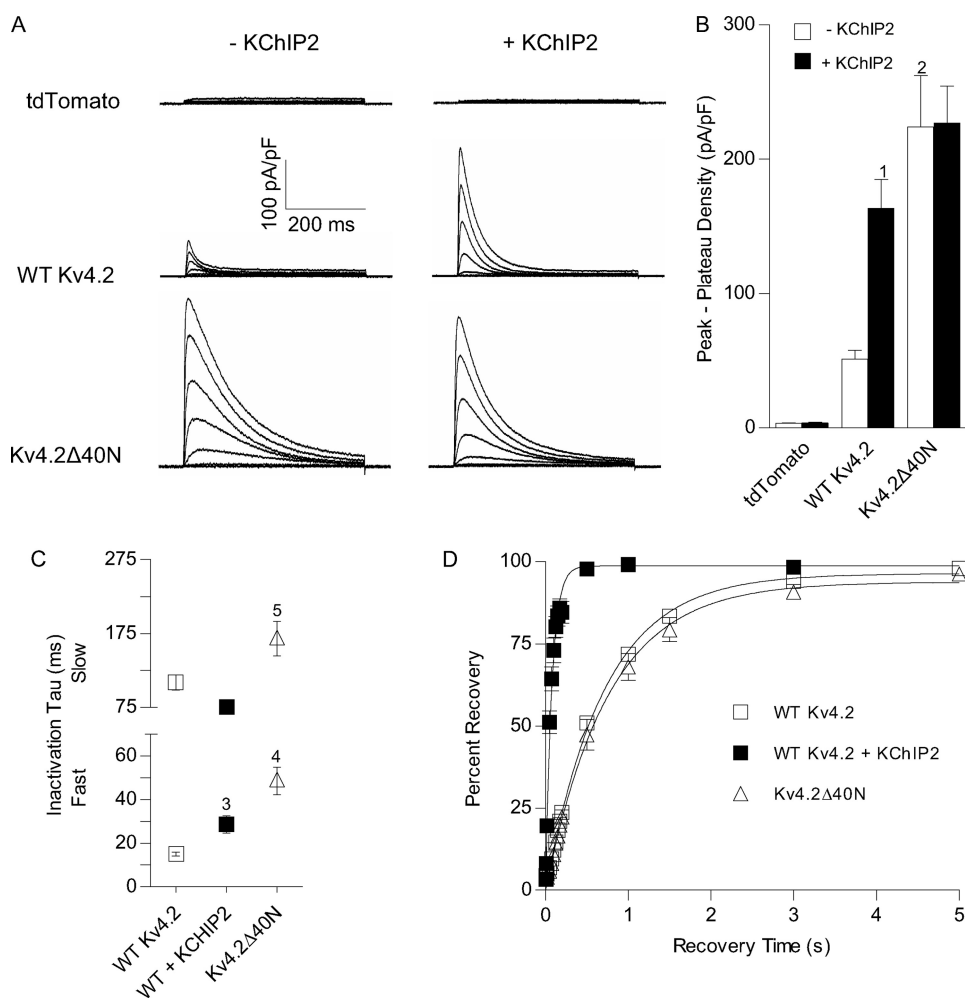 A
- KChIP2
+ KChIP2
tdTomato
100 pA/pF
200 ms
WT Kv4.2
Kv4.2Δ40N
B
Peak - Plateau Density (pA/pF)
300
200
100
0
- KChIP2
+ KChIP2
1
2
tdTomato
WT Kv4.2
Kv4.2Δ40N
C
Inactivation Tau (ms)
Fast
Slow
275
175
75
60
40
20
0
3
4
5
WT Kv4.2
WT + KCHIP2
Kv4.2Δ40N
D
Percent Recovery
100
75
50
25
0
WT Kv4.2
WT Kv4.2 + KChIP2
Kv4.2Δ40N
0
1
2
3
4
5
Recovery Time (s)